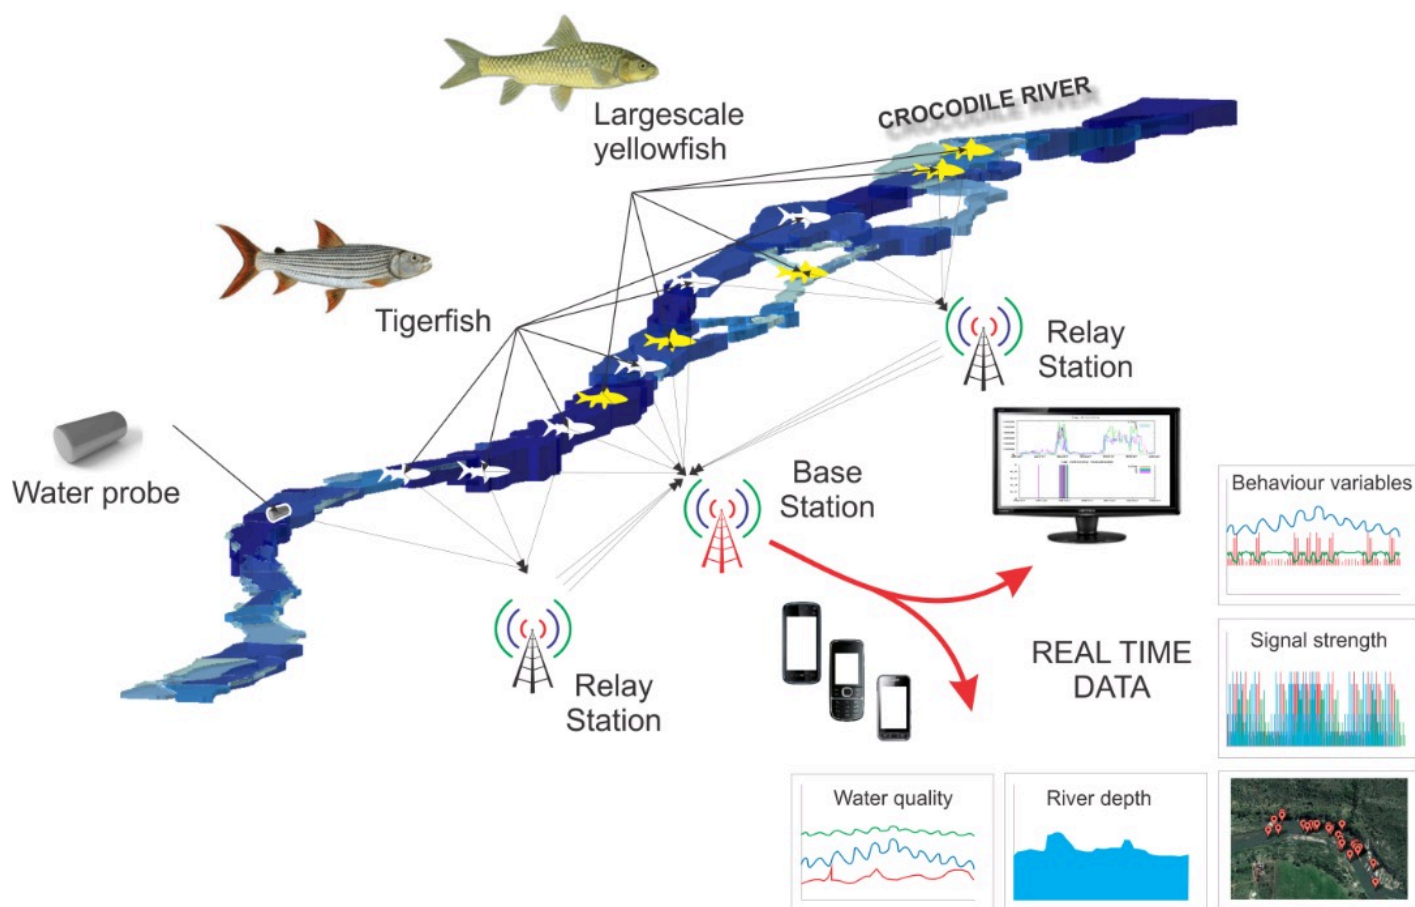 Largescale
yellowfish
CROCODILE RIVER
Tigerfish
Relay
Station
Water probe
Base
Station
Behaviour variables
Relay
Station
REAL TIME
DATA
Signal strength
Water quality
River depth